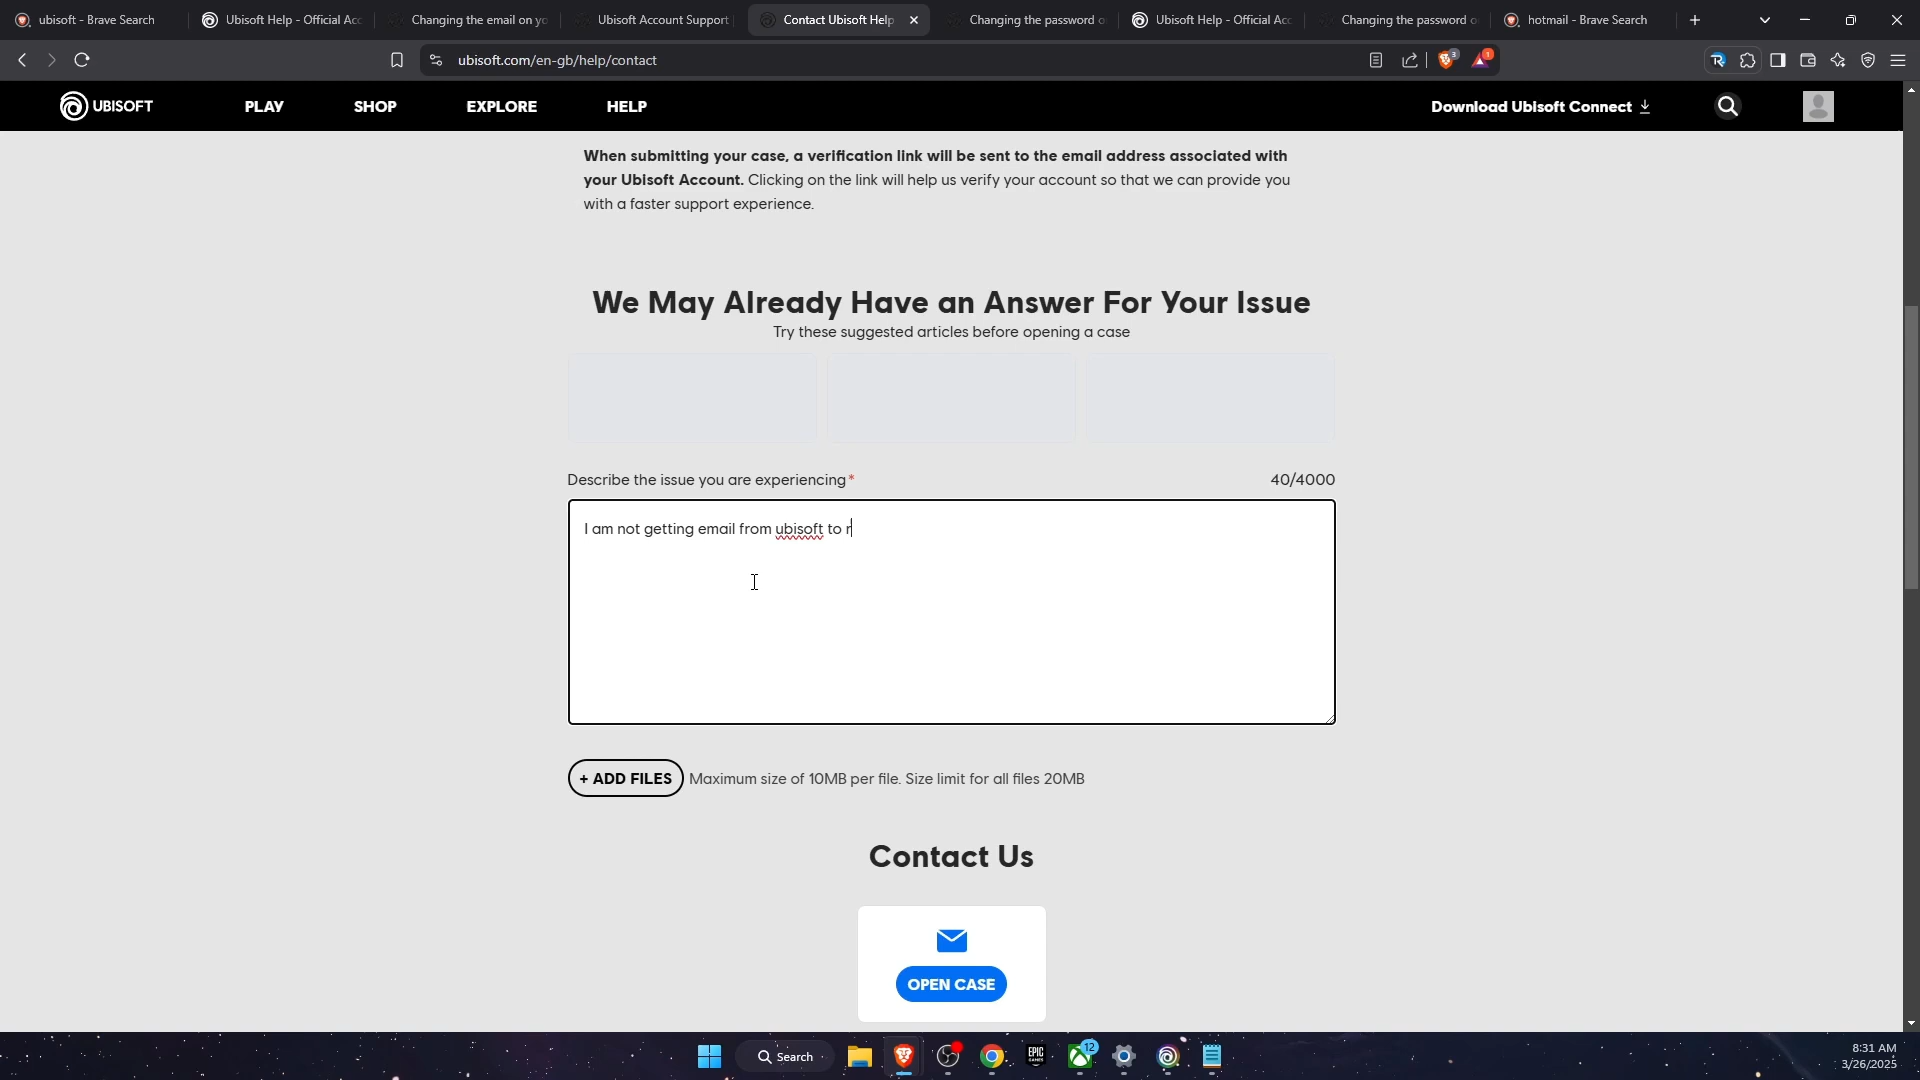 ubisoft - Brave Search
Ubisoft Help - Official Acc
Changing the email on yo
Ubisoft Account Support
Contact Ubisoft Help
Changing the password o
Ubisoft Help - Official Acc
Changing the password o
hotmail - Brave Search
ubisoft.com/en-gb/help/contact
3
1
UBISOFT
PLAY
SHOP
EXPLORE
HELP
Download Ubisoft Connect
When submitting your case, a verification link will be sent to the email address associated with
your Ubisoft Account. Clicking on the link will help us verify your account so that we can provide you
with a faster support experience.
We May Already Have an Answer For Your Issue
Try these suggested articles before opening a case
Describe the issue you are experiencing*
40/4000
I am not getting email from ubisoft to r
+ ADD FILES
Maximum size of 10MB per file. Size limit for all files 20MB
Contact Us
OPEN CASE
Search
EPIC
GAMES
12
8:31 AM
3/26/2025